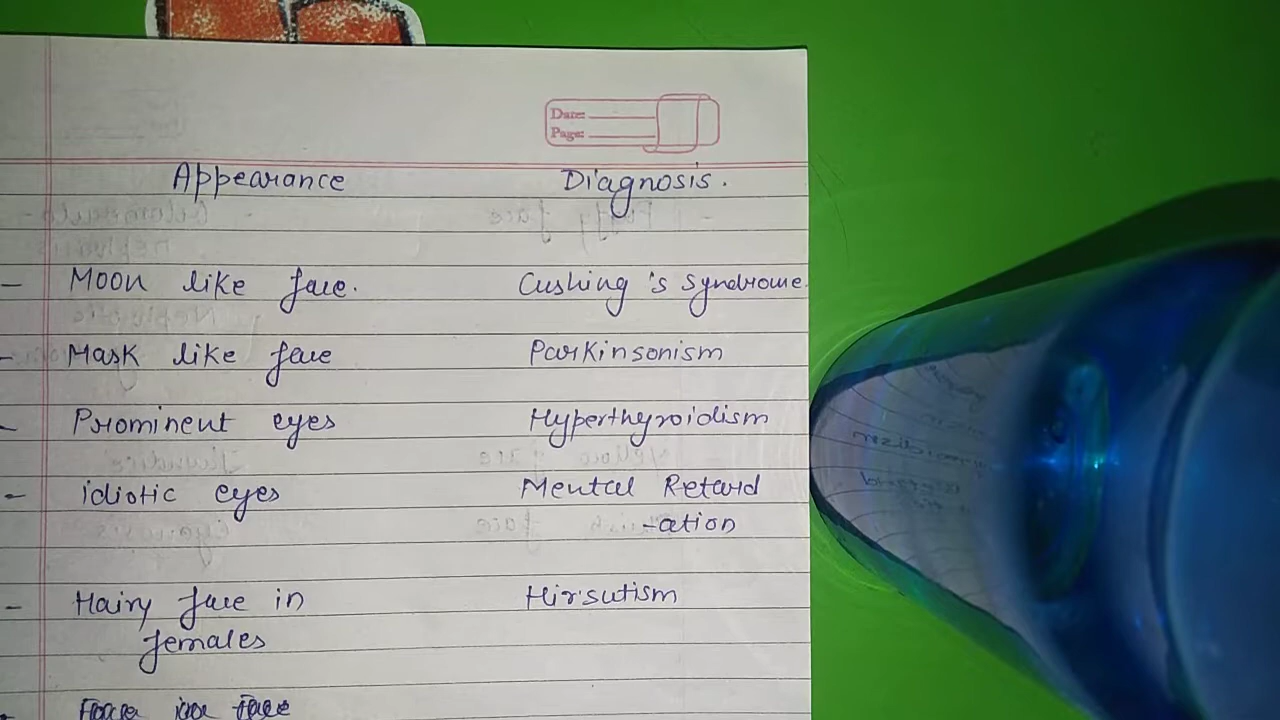 Date:
Page:
Appearance Diagnosis.
- Moon like face. Cushing's Syndrome.
- Mask like face Parkinsonism
- Prominent eyes Hyperthyroidism
- idiotic eyes Mental Retard
-ation
- Hairy face in Hirsutism
females
face